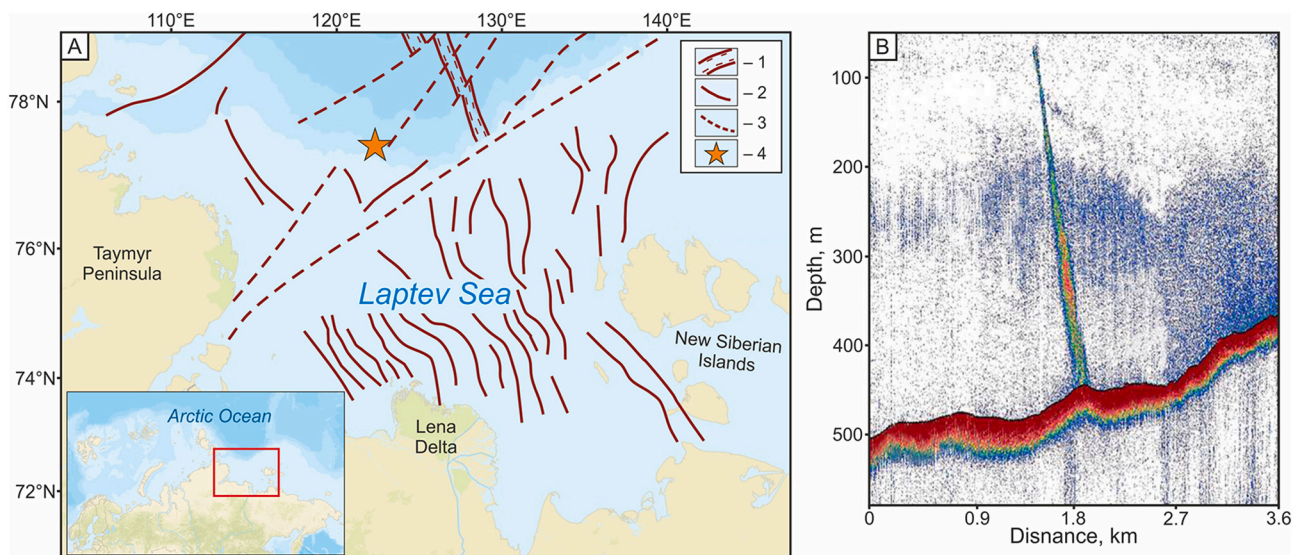 110°E 120°E 130°E 140°E
A
– 1
– 2
– 3
– 4
78°N
76°N
74°N
72°N
Taymyr
Peninsula
Laptev Sea
New Siberian
Islands
Lena
Delta
Arctic Ocean
B
Depth, m
100
200
300
400
500
0 0.9 1.8 2.7 3.6
Disnance, km